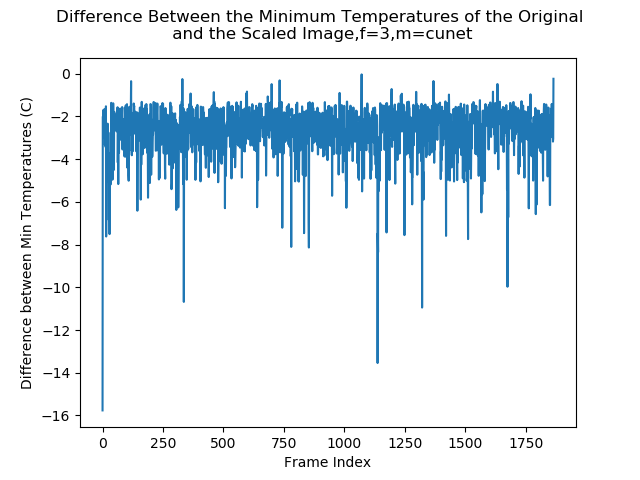 Difference Between the Minimum Temperatures of the Original
and the Scaled Image,f=3,m=cunet
0
−2
−4
−6
−8
−10
−12
−14
−16
Difference between Min Temperatures (C)
0 250 500 750 1000 1250 1500 1750
Frame Index